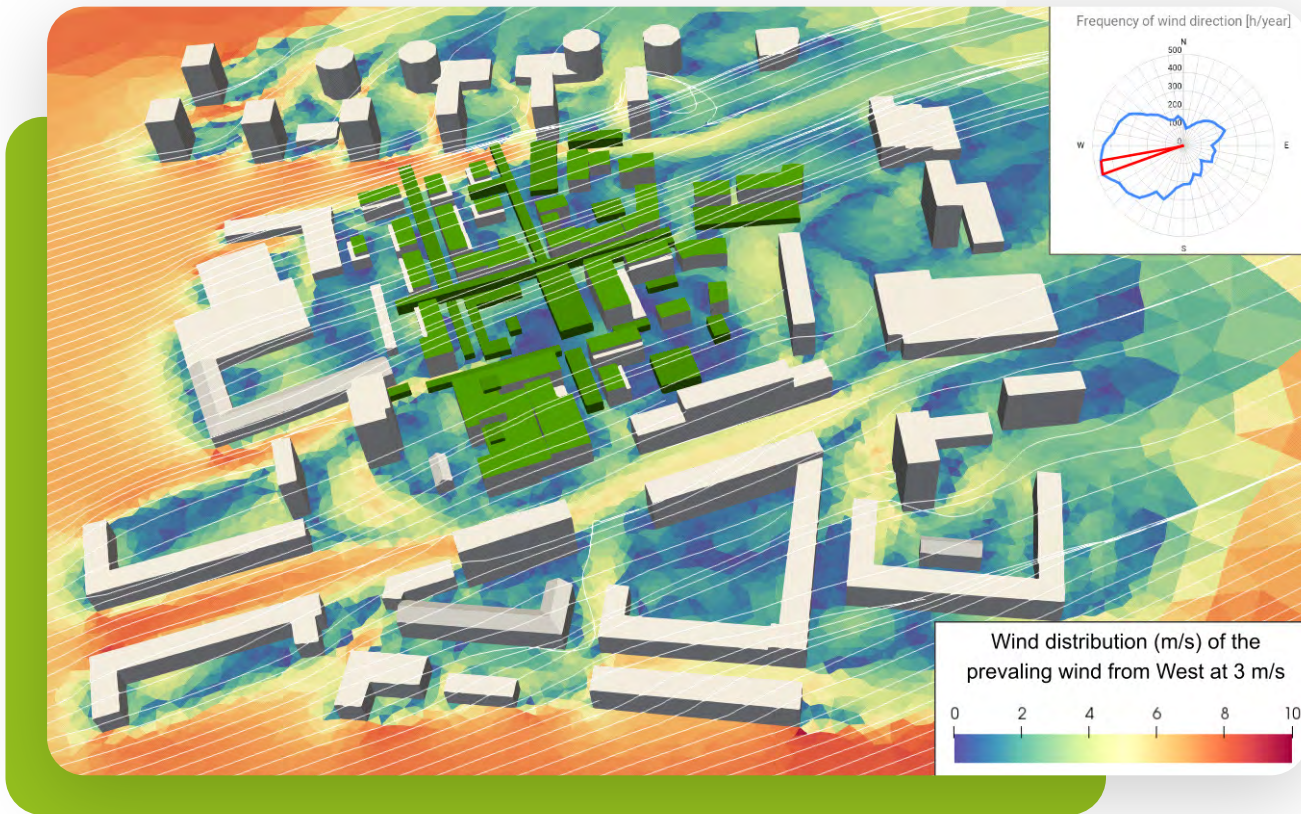 Frequency of wind direction [h/year]
N
500
400
300
200
100
0
W
E
S
Wind distribution (m/s) of the
prevaling wind from West at 3 m/s
0 2 4 6 8 10